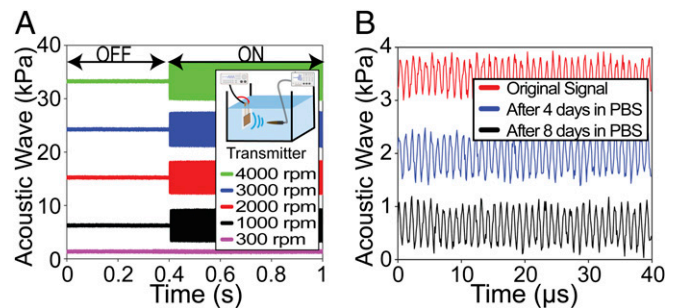 A
Acoustic Wave (kPa)
40
30
20
10
0
OFF
ON
Transmitter
4000 rpm
3000 rpm
2000 rpm
1000 rpm
300 rpm
0 0.2 0.4 0.6 0.8 1
Time (s)
B
Acoustic Wave (kPa)
4
3
2
1
0
Original Signal
After 4 days in PBS
After 8 days in PBS
0 10 20 30 40
Time (µs)